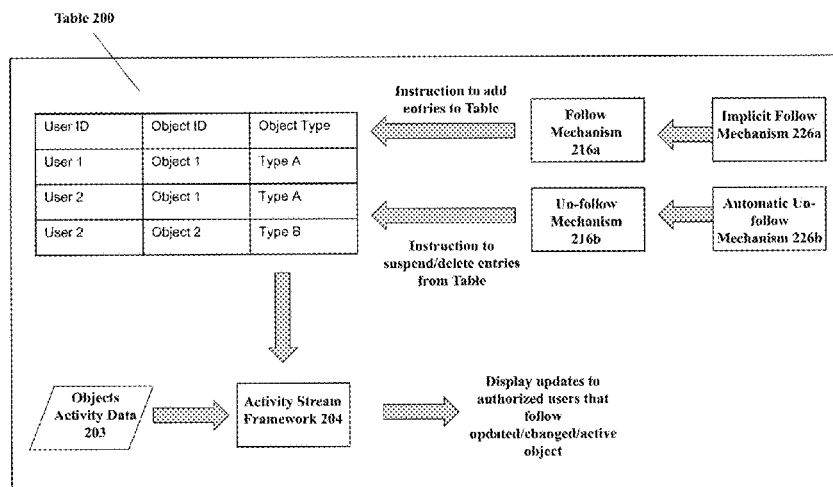 Table 200
Instruction to add
entries to Table
Follow
Mechanism
216a
Implicit Follow
Mechanism 226a
User ID Object ID Object Type
User 1 Object 1 Type A
User 2 Object 1 Type A
User 2 Object 2 Type B
Un-follow
Mechanism
216b
Automatic Un-
follow
Mechanism 226b
Instruction to
suspend/delete entries
from Table
Objects
Activity Data
203
Activity Stream
Framework 204
Display updates to
authorized users that
follow
updated/changed/active
object